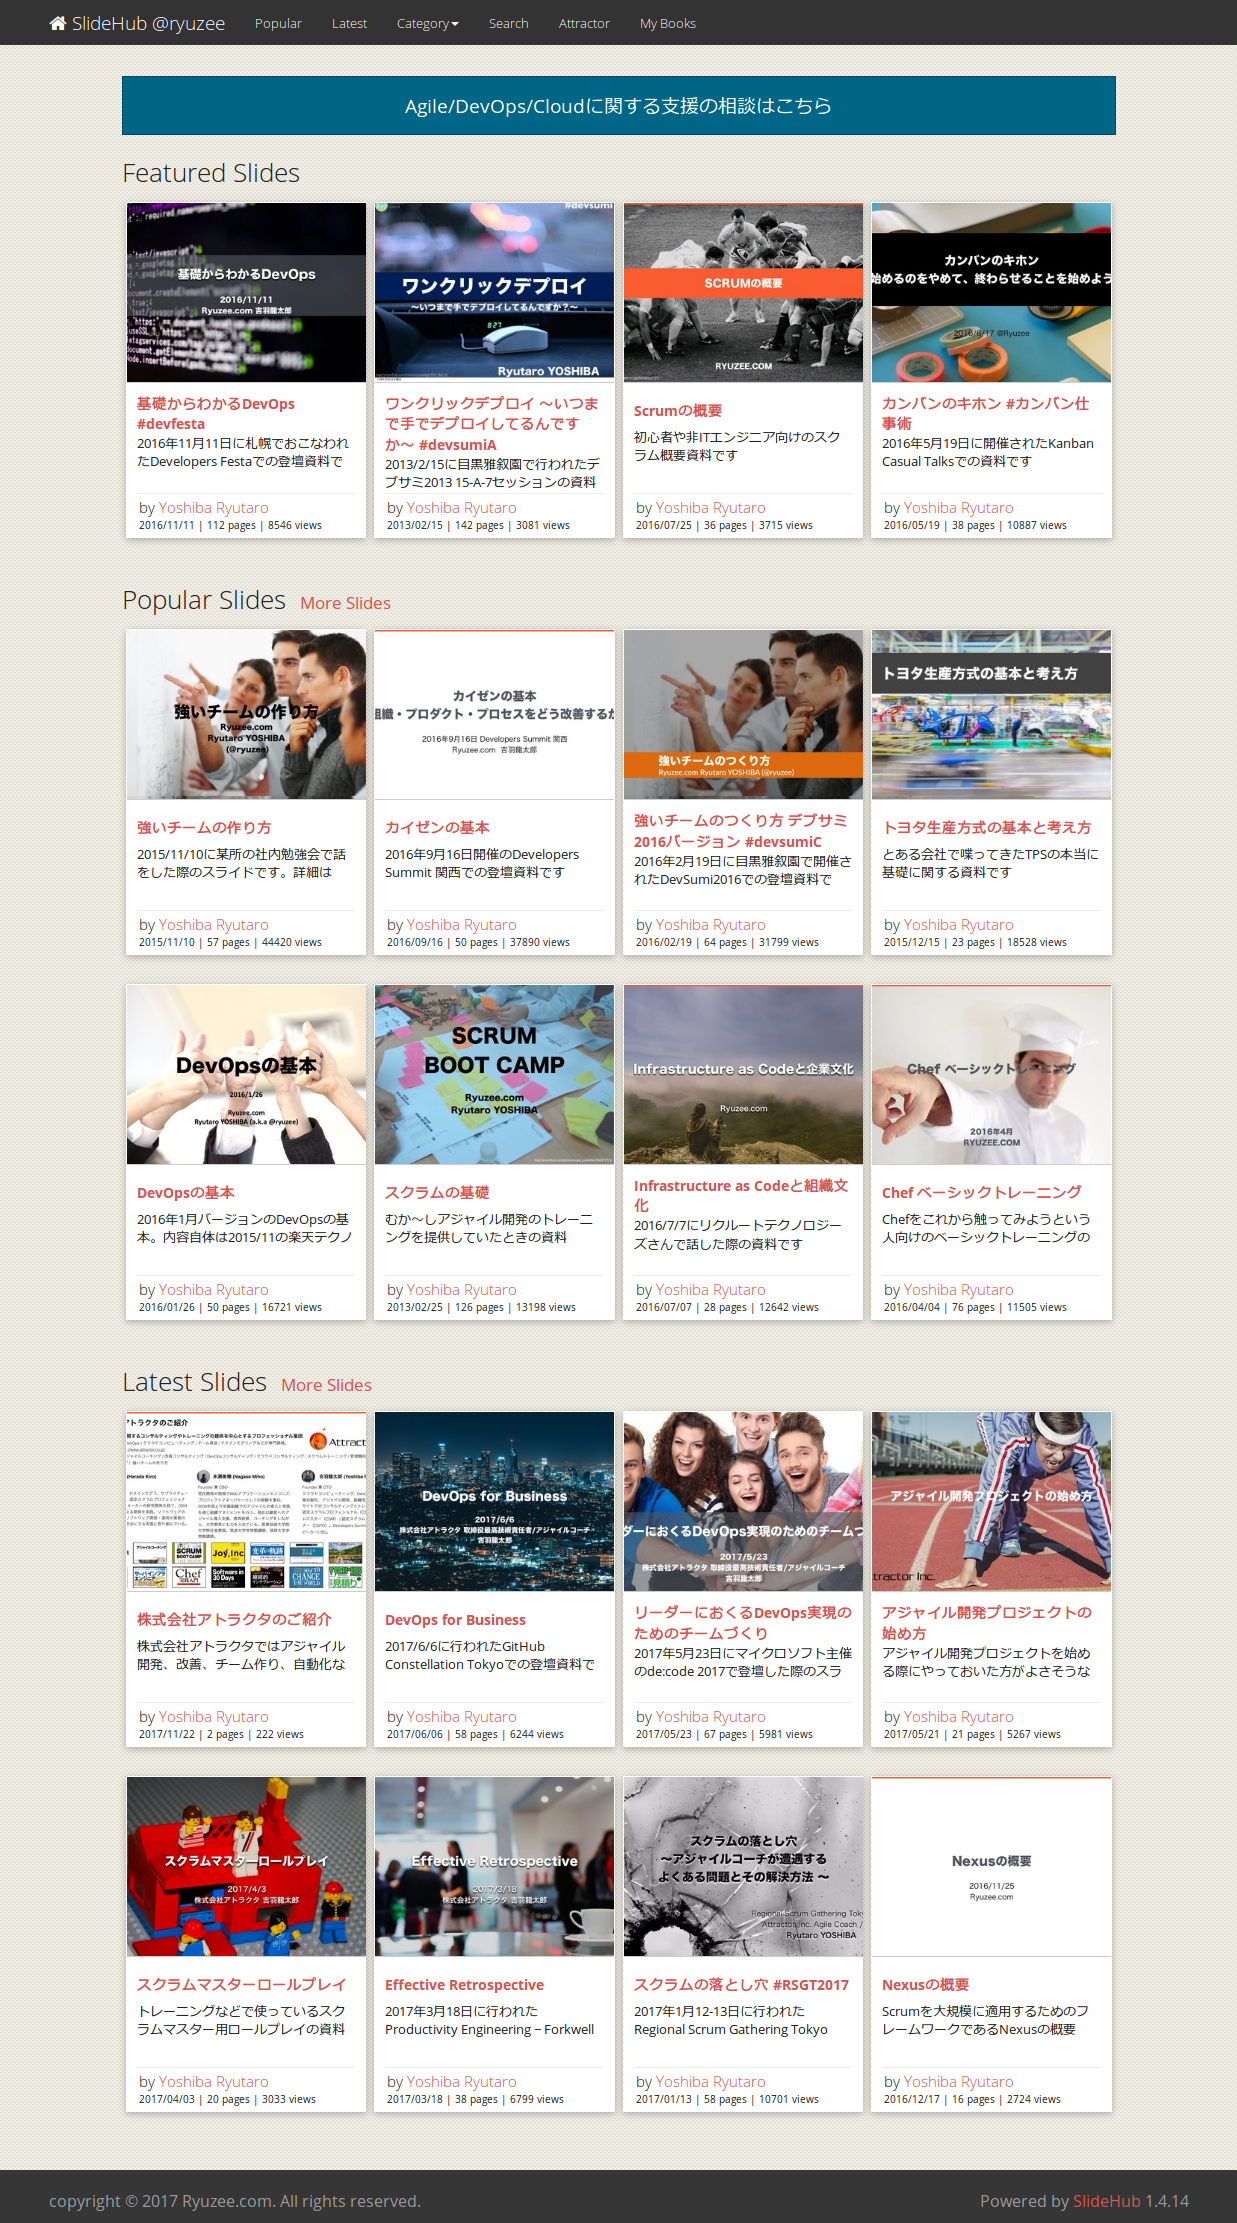 SlideHub @ryuzee Popular Latest Category Search Attractor My Books
Agile/DevOps/Cloudに関する支援の相談はこちら
Featured Slides
基礎からわかるDevOps
2016/11/11
Ryuzee.com 吉羽龍太郎
基礎からわかるDevOps
#devfesta
2016年11月11日に札幌でおこなわれ
たDevelopers Festaでの登壇資料で
by Yoshiba Ryutaro
2016/11/11 | 112 pages | 8546 views
#devsumi
ワンクリックデプロイ
〜いつまで手でデプロイしてるんですか?〜
Ryutaro YOSHIBA
ワンクリックデプロイ 〜いつま
で手でデプロイしてるんです
か〜 #devsumiA
2013/2/15に目黒雅叙園で行われたデ
ブサミ2013 15-A-7セッションの資料
by Yoshiba Ryutaro
2013/02/15 | 142 pages | 3081 views
SCRUMの概要
RYUZEE.COM
Scrumの概要
初心者や非ITエンジニア向けのスク
ラム概要資料です
by Yoshiba Ryutaro
2016/07/25 | 36 pages | 3715 views
カンバンのキホン
始めるのをやめて、終わらせることを始めよう
2016/6/17 @Ryuzee
カンバンのキホン #カンバン仕
事術
2016年5月19日に開催されたKanban
Casual Talksでの資料です
by Yoshiba Ryutaro
2016/05/19 | 38 pages | 10887 views
Popular Slides More Slides
強いチームの作り方
Ryuzee.com
Ryutaro YOSHIBA
(@ryuzee)
強いチームの作り方
2015/11/10に某所の社内勉強会で話
をした際のスライドです。詳細は
by Yoshiba Ryutaro
2015/11/10 | 57 pages | 44420 views
カイゼンの基本
組織・プロダクト・プロセスをどう改善するか
2016年9月16日 Developers Summit 関西
Ryuzee.com 吉羽龍太郎
カイゼンの基本
2016年9月16日開催のDevelopers
Summit 関西での登壇資料です
by Yoshiba Ryutaro
2016/09/16 | 50 pages | 37890 views
強いチームのつくり方
Ryuzee.com Ryutaro YOSHIBA (@ryuzee)
強いチームのつくり方 デブサミ
2016バージョン #devsumiC
2016年2月19日に目黒雅叙園で開催さ
れたDevSumi2016での登壇資料で
by Yoshiba Ryutaro
2016/02/19 | 64 pages | 31799 views
トヨタ生産方式の基本と考え方
トヨタ生産方式の基本と考え方
とある会社で喋ってきたTPSの本当に
基礎に関する資料です
by Yoshiba Ryutaro
2015/12/15 | 23 pages | 18528 views
DevOpsの基本
2016/1/26
Ryuzee.com
Ryutaro YOSHIBA (a.k.a @ryuzee)
DevOpsの基本
2016年1月バージョンのDevOpsの基
本。内容自体は2015/11の楽天テクノ
by Yoshiba Ryutaro
2016/01/26 | 50 pages | 16721 views
SCRUM
BOOT CAMP
Ryuzee.com
Ryutaro YOSHIBA
スクラムの基礎
むか〜しアジャイル開発のトレーニ
ングを提供していたときの資料
by Yoshiba Ryutaro
2013/02/25 | 126 pages | 13198 views
Infrastructure as Codeと企業文化
Ryuzee.com
Infrastructure as Codeと組織文
化
2016/7/7にリクルートテクノロジー
ズさんで話した際の資料です
by Yoshiba Ryutaro
2016/07/07 | 28 pages | 12642 views
Chef ベーシックトレーニング
2016年4月
RYUZEE.COM
Chef ベーシックトレーニング
Chefをこれから触ってみようという
人向けのベーシックトレーニングの
by Yoshiba Ryutaro
2016/04/04 | 76 pages | 11505 views
Latest Slides More Slides
アトラクタのご紹介
株式会社アトラクタのご紹介
株式会社アトラクタではアジャイル
開発、改善、チーム作り、自動化な
by Yoshiba Ryutaro
2017/11/22 | 2 pages | 222 views
DevOps for Business
2017/6/6
株式会社アトラクタ 取締役最高技術責任者/アジャイルコーチ
吉羽龍太郎
DevOps for Business
2017/6/6に行われたGitHub
Constellation Tokyoでの登壇資料で
by Yoshiba Ryutaro
2017/06/06 | 58 pages | 6244 views
ダーにおくるDevOps実現のためのチームつ
2017/5/23
株式会社アトラクタ 取締役最高技術責任者/アジャイルコーチ
吉羽龍太郎
リーダーにおくるDevOps実現の
ためのチームづくり
2017年5月23日にマイクロソフト主催
のde:code 2017で登壇した際のスラ
by Yoshiba Ryutaro
2017/05/23 | 67 pages | 5981 views
アジャイル開発プロジェクトの始め方
tractor Inc.
アジャイル開発プロジェクトの
始め方
アジャイル開発プロジェクトを始め
る際にやっておいた方がよさそうな
by Yoshiba Ryutaro
2017/05/21 | 21 pages | 5267 views
スクラムマスターロールプレイ
2017/4/3
株式会社アトラクタ 吉羽龍太郎
スクラムマスターロールプレイ
トレーニングなどで使っているスク
ラムマスター用ロールプレイの資料
by Yoshiba Ryutaro
2017/04/03 | 20 pages | 3033 views
Effective Retrospective
2017/3/18
株式会社アトラクタ 吉羽龍太郎
Effective Retrospective
2017年3月18日に行われた
Productivity Engineering − Forkwell
by Yoshiba Ryutaro
2017/03/18 | 38 pages | 6799 views
スクラムの落とし穴
〜アジャイルコーチが遭遇する
よくある問題とその解決方法 〜
Regional Scrum Gathering Toky
Attractor Inc. Agile Coach /
Ryutaro YOSHIBA
スクラムの落とし穴 #RSGT2017
2017年1月12-13日に行われた
Regional Scrum Gathering Tokyo
by Yoshiba Ryutaro
2017/01/13 | 58 pages | 10701 views
Nexusの概要
2016/11/25
Ryuzee.com
Nexusの概要
Scrumを大規模に適用するためのフ
レームワークであるNexusの概要
by Yoshiba Ryutaro
2016/12/17 | 16 pages | 2724 views
copyright © 2017 Ryuzee.com. All rights reserved.
Powered by SlideHub 1.4.14